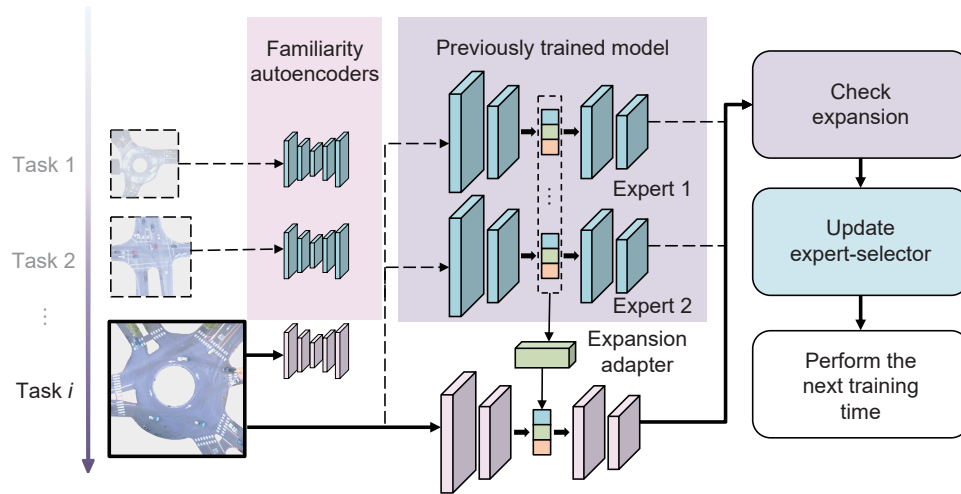 Familiarity
autoencoders
Previously trained model
Check
expansion
Task 1
Expert 1
Update
expert-selector
Task 2
Expert 2
...
Expansion
adapter
Task i
Perform the
next training
time